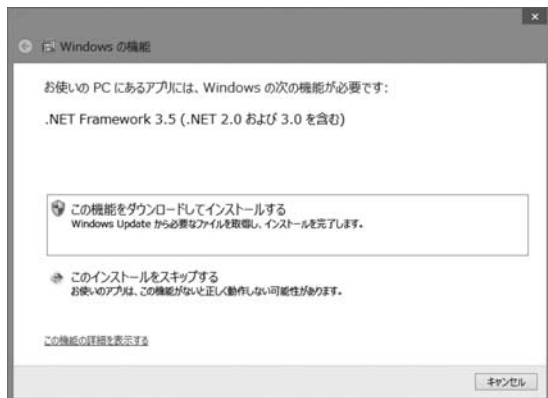 Windows の機能
お使いの PC にあるアプリには、Windows の次の機能が必要です:
.NET Framework 3.5 (.NET 2.0 および 3.0 を含む)
この機能をダウンロードしてインストールする
Windows Update から必要なファイルを取得し、インストールを完了します。
このインストールをスキップする
お使いのアプリは、この機能がないと正しく動作しない可能性があります。
この機能の詳細を表示する
キャンセル